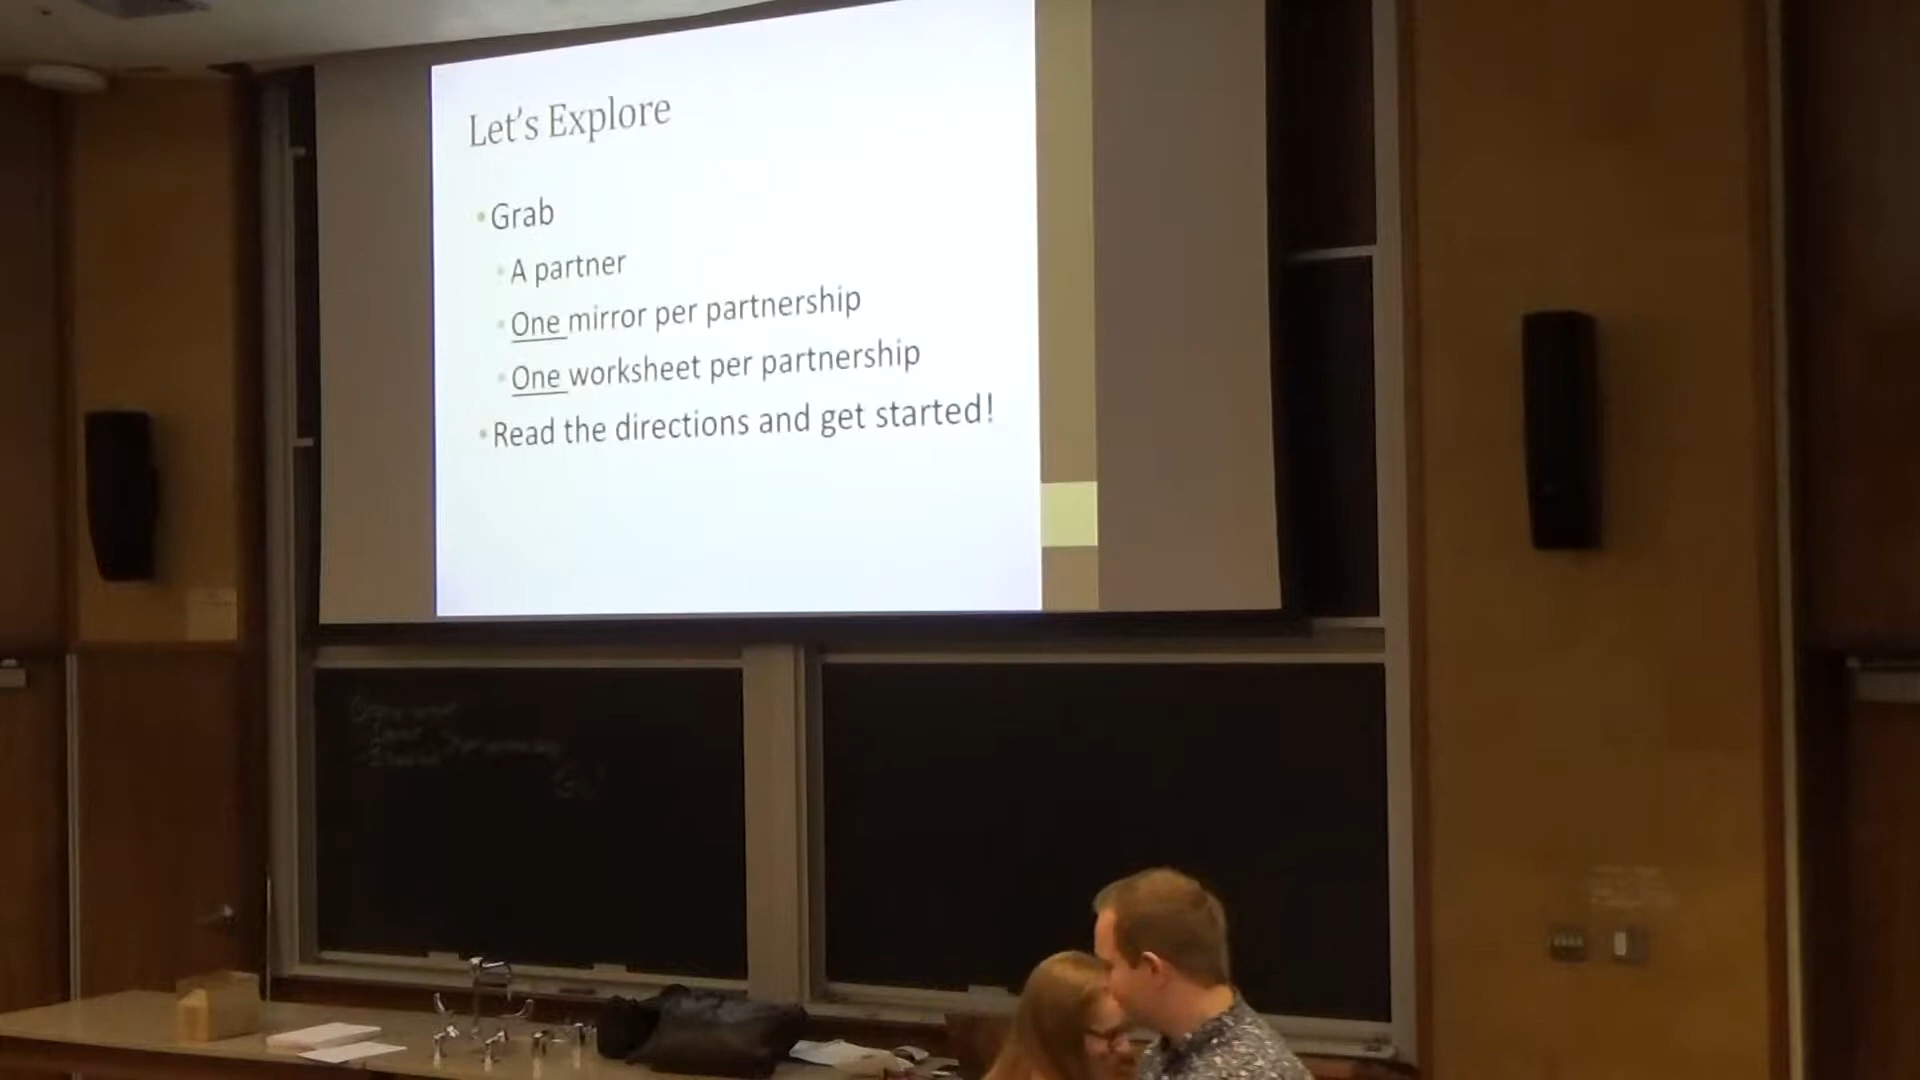 Let's Explore
Grab
A partner
One mirror per partnership
One worksheet per partnership
Read the directions and get started!